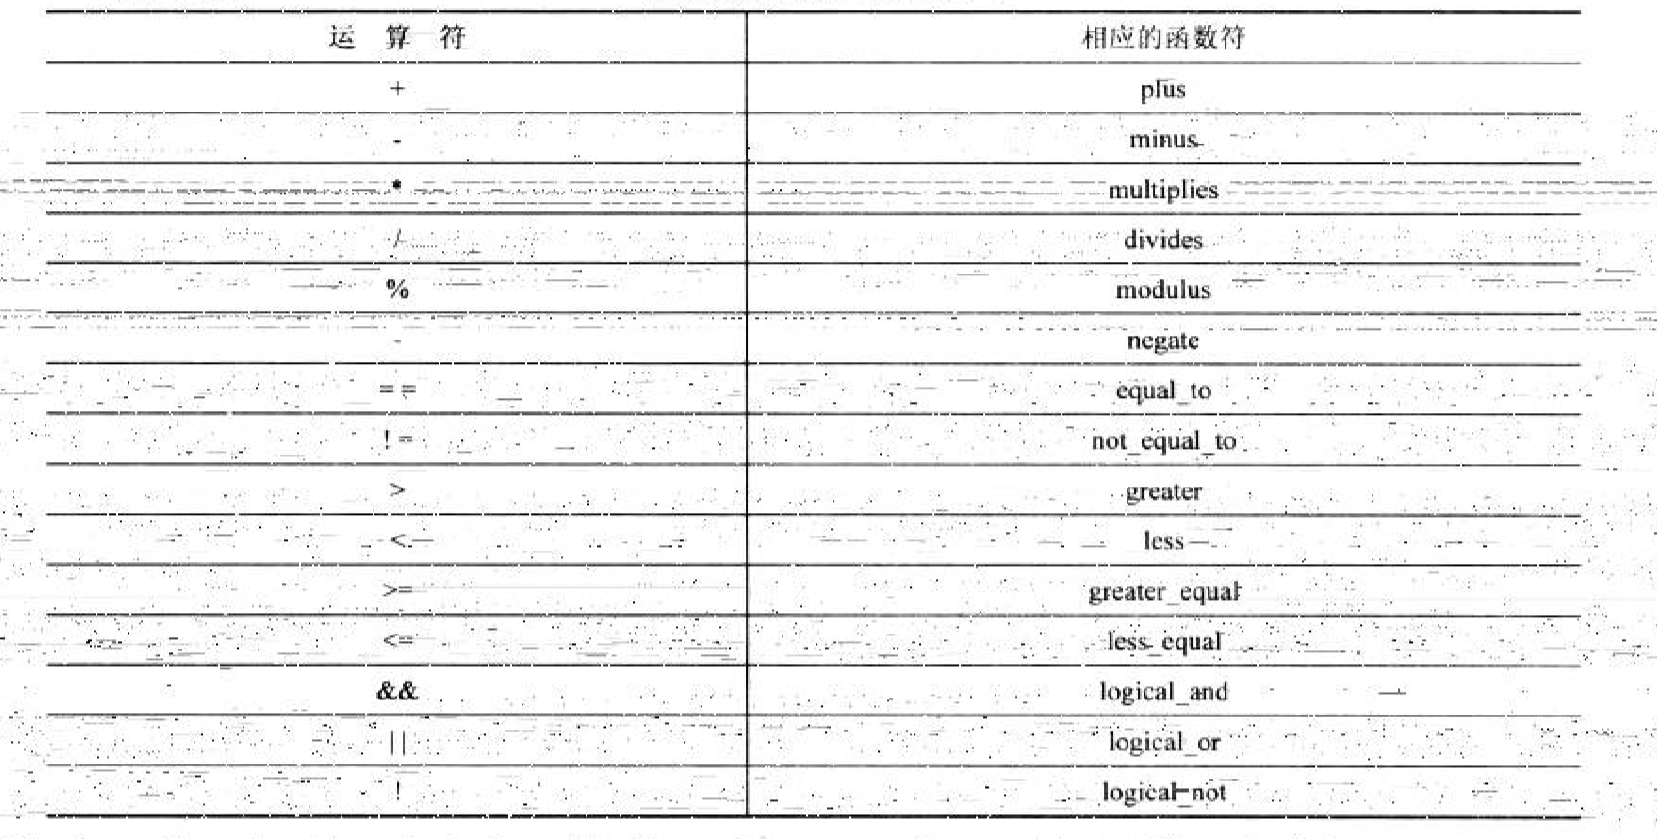 运 算 符 相应的函数符
+ plus
- minus
* multiplies
/ divides
% modulus
- negate
== equal_to
!= not_equal_to
> greater
< less
>= greater_equal
<= less_equal
&& logical_and
|| logical_or
! logical_not